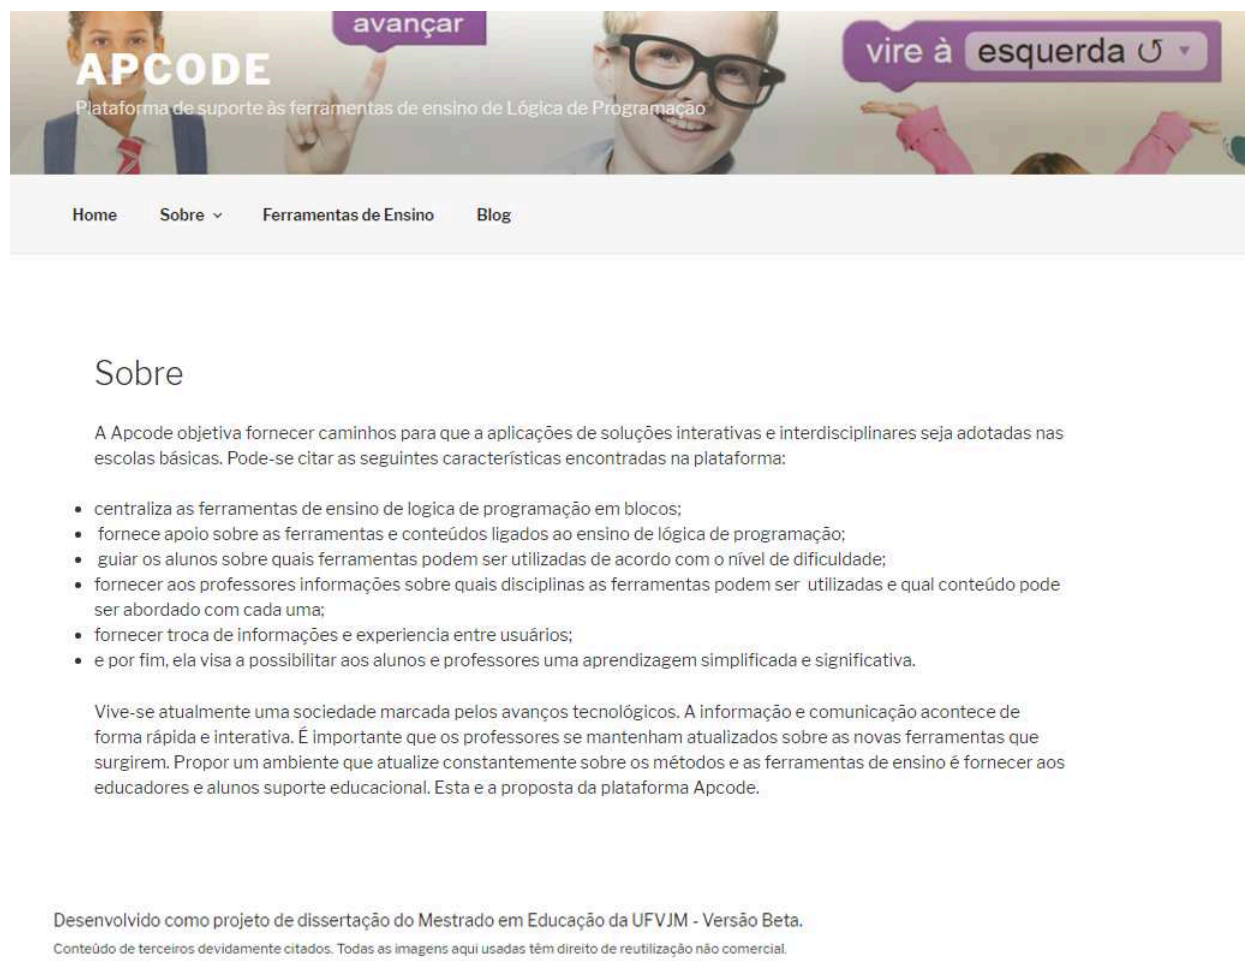 avançar
vire à esquerda
APCODE
Plataforma de suporte às ferramentas de ensino de Lógica de Programação
Home Sobre Ferramentas de Ensino Blog
Sobre
A Apcode objetiva fornecer caminhos para que a aplicações de soluções interativas e interdisciplinares seja adotadas nas
escolas básicas. Pode-se citar as seguintes características encontradas na plataforma:
• centraliza as ferramentas de ensino de logica de programação em blocos;
• fornece apoio sobre as ferramentas e conteúdos ligados ao ensino de lógica de programação;
• guiar os alunos sobre quais ferramentas podem ser utilizadas de acordo com o nível de dificuldade;
• fornecer aos professores informações sobre quais disciplinas as ferramentas podem ser utilizadas e qual conteúdo pode
ser abordado com cada uma;
• fornecer troca de informações e experiencia entre usuários;
• e por fim, ela visa a possibilitar aos alunos e professores uma aprendizagem simplificada e significativa.
Vive-se atualmente uma sociedade marcada pelos avanços tecnológicos. A informação e comunicação acontece de
forma rápida e interativa. É importante que os professores se mantenham atualizados sobre as novas ferramentas que
surgirem. Propor um ambiente que atualize constantemente sobre os métodos e as ferramentas de ensino é fornecer aos
educadores e alunos suporte educacional. Esta e a proposta da plataforma Apcode.
Desenvolvido como projeto de dissertação do Mestrado em Educação da UFVJM - Versão Beta.
Conteúdo de terceiros devidamente citados. Todas as imagens aqui usadas têm direito de reutilização não comercial.